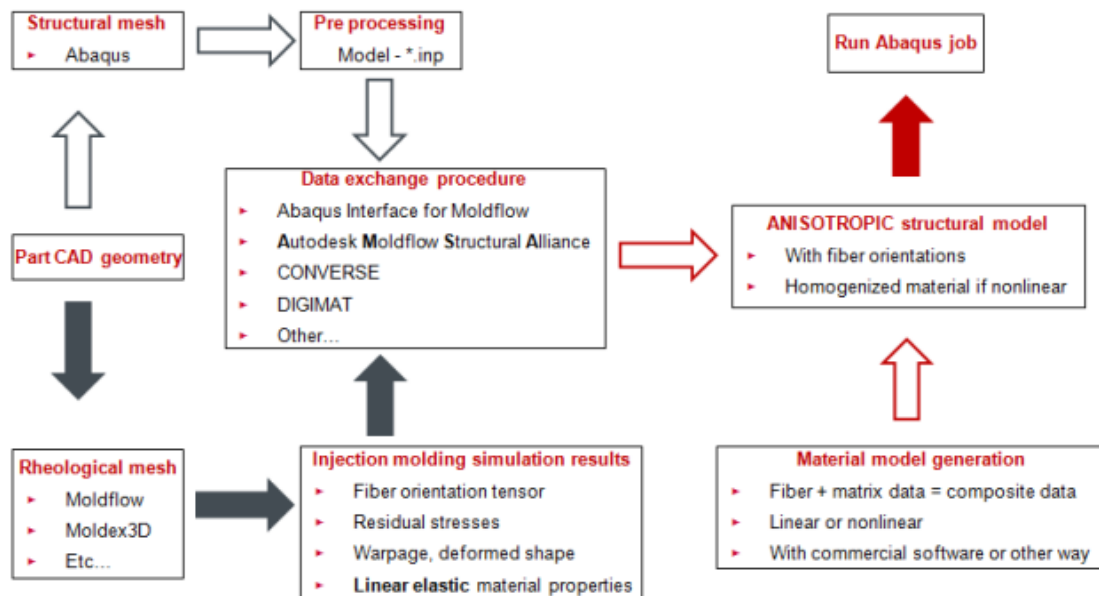 Structural mesh
Abaqus
Pre processing
Model - *.inp
Run Abaqus job
Data exchange procedure
Abaqus Interface for Moldflow
Autodesk Moldflow Structural Alliance
CONVERSE
DIGIMAT
Other...
Part CAD geometry
ANISOTROPIC structural model
With fiber orientations
Homogenized material if nonlinear
Rheological mesh
Moldflow
Moldex3D
Etc...
Injection molding simulation results
Fiber orientation tensor
Residual stresses
Warpage, deformed shape
Linear elastic material properties
Material model generation
Fiber + matrix data = composite data
Linear or nonlinear
With commercial software or other way